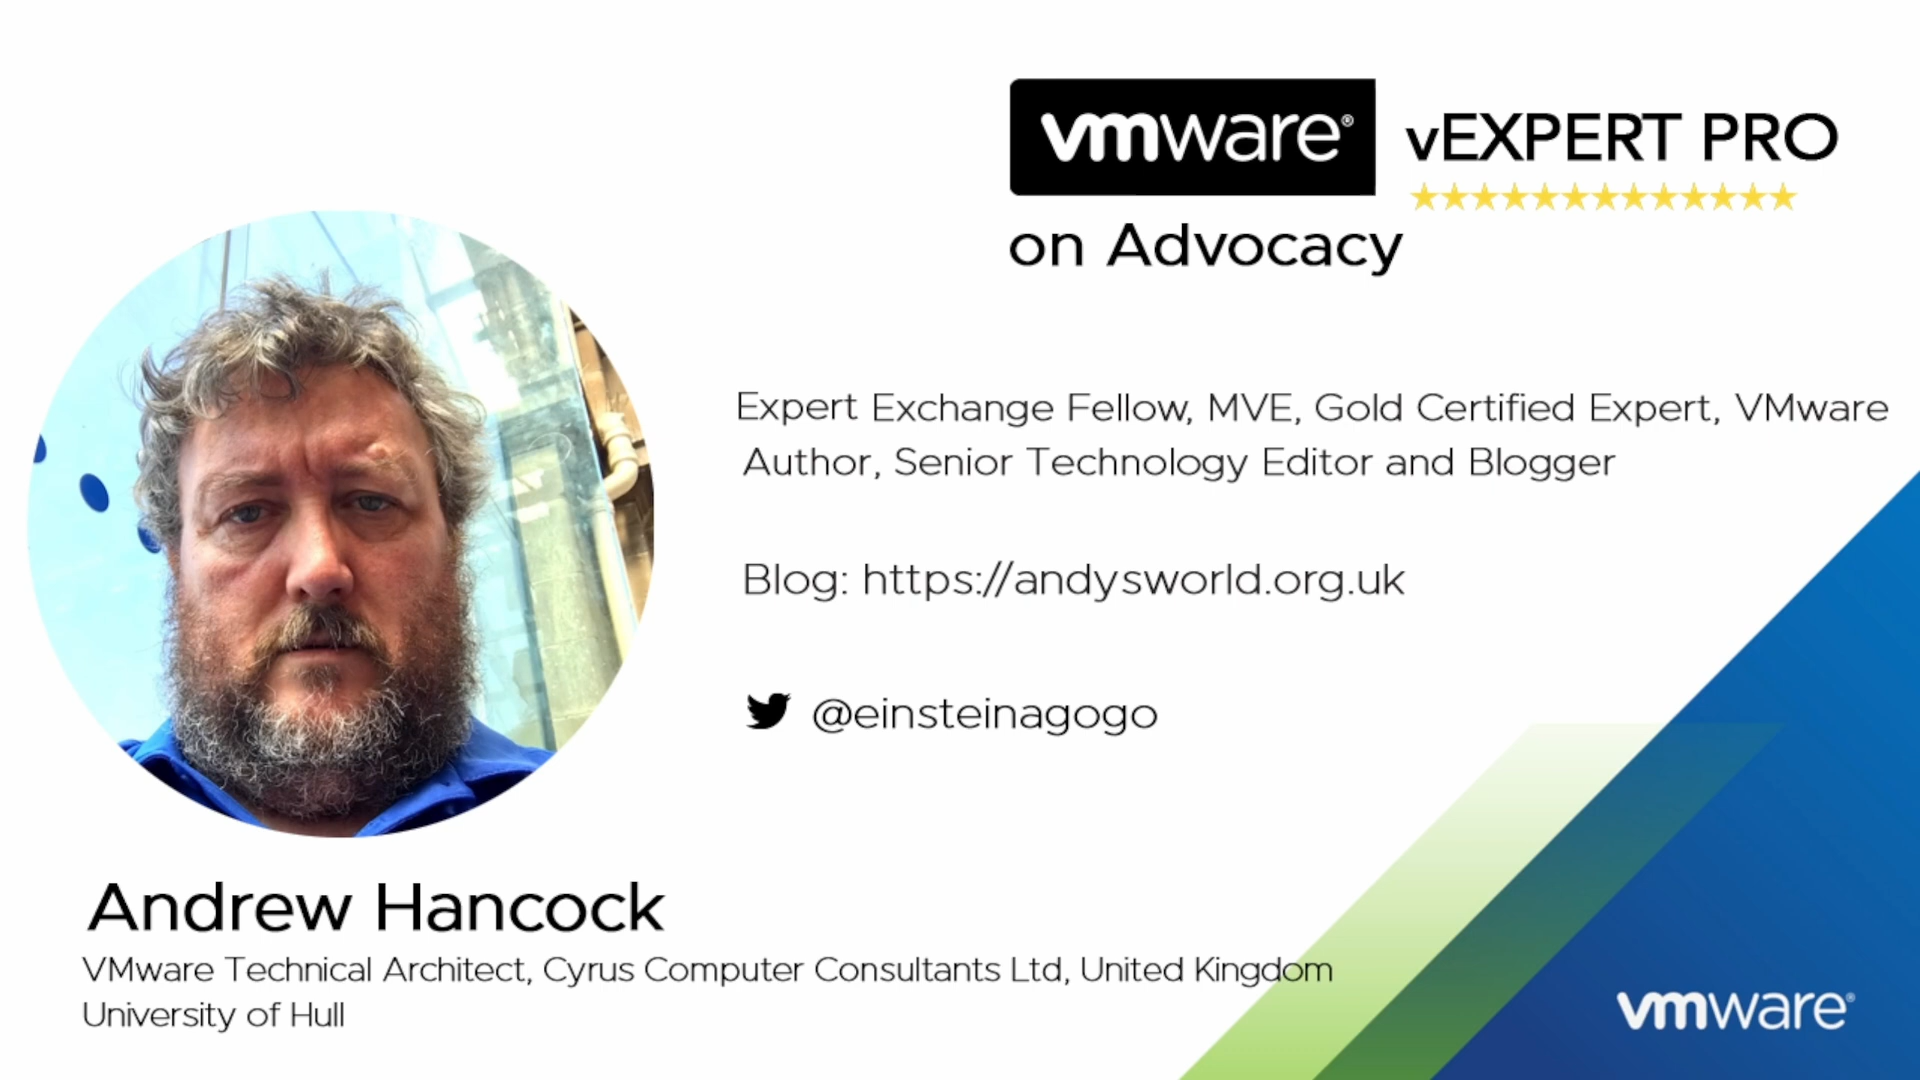 vmware® vEXPERT PRO
on Advocacy
Expert Exchange Fellow, MVE, Gold Certified Expert, VMware
Author, Senior Technology Editor and Blogger
Blog: https://andysworld.org.uk
@einsteinagogo
Andrew Hancock
VMware Technical Architect, Cyrus Computer Consultants Ltd, United Kingdom
University of Hull
vmware®